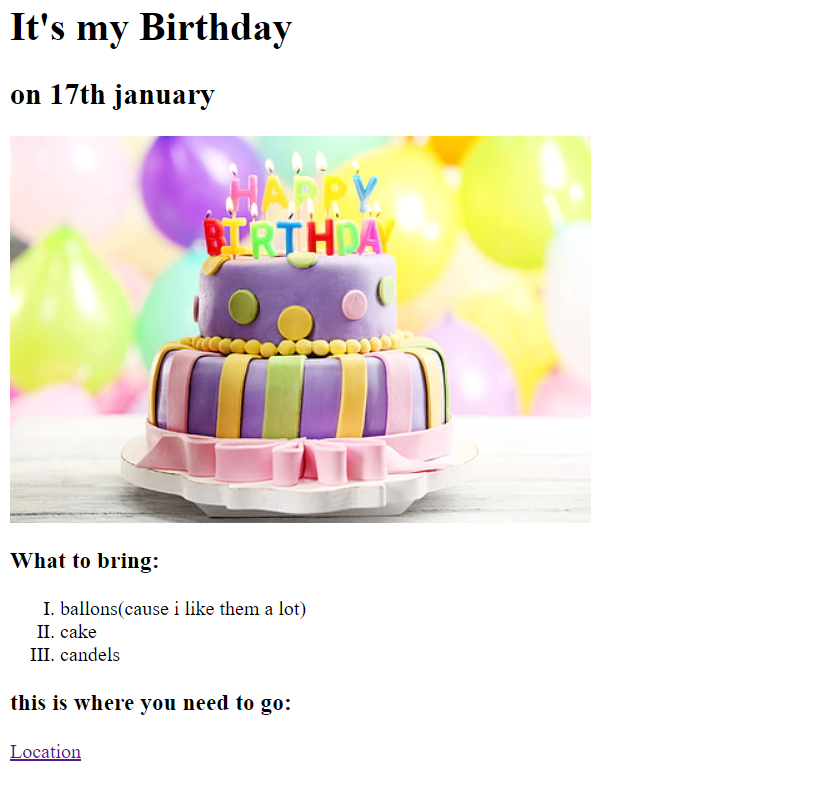 It's my Birthday
on 17th january
HAPPY
BIRTHDAY
What to bring:
I. ballons(cause i like them a lot)
II. cake
III. candels
this is where you need to go:
Location